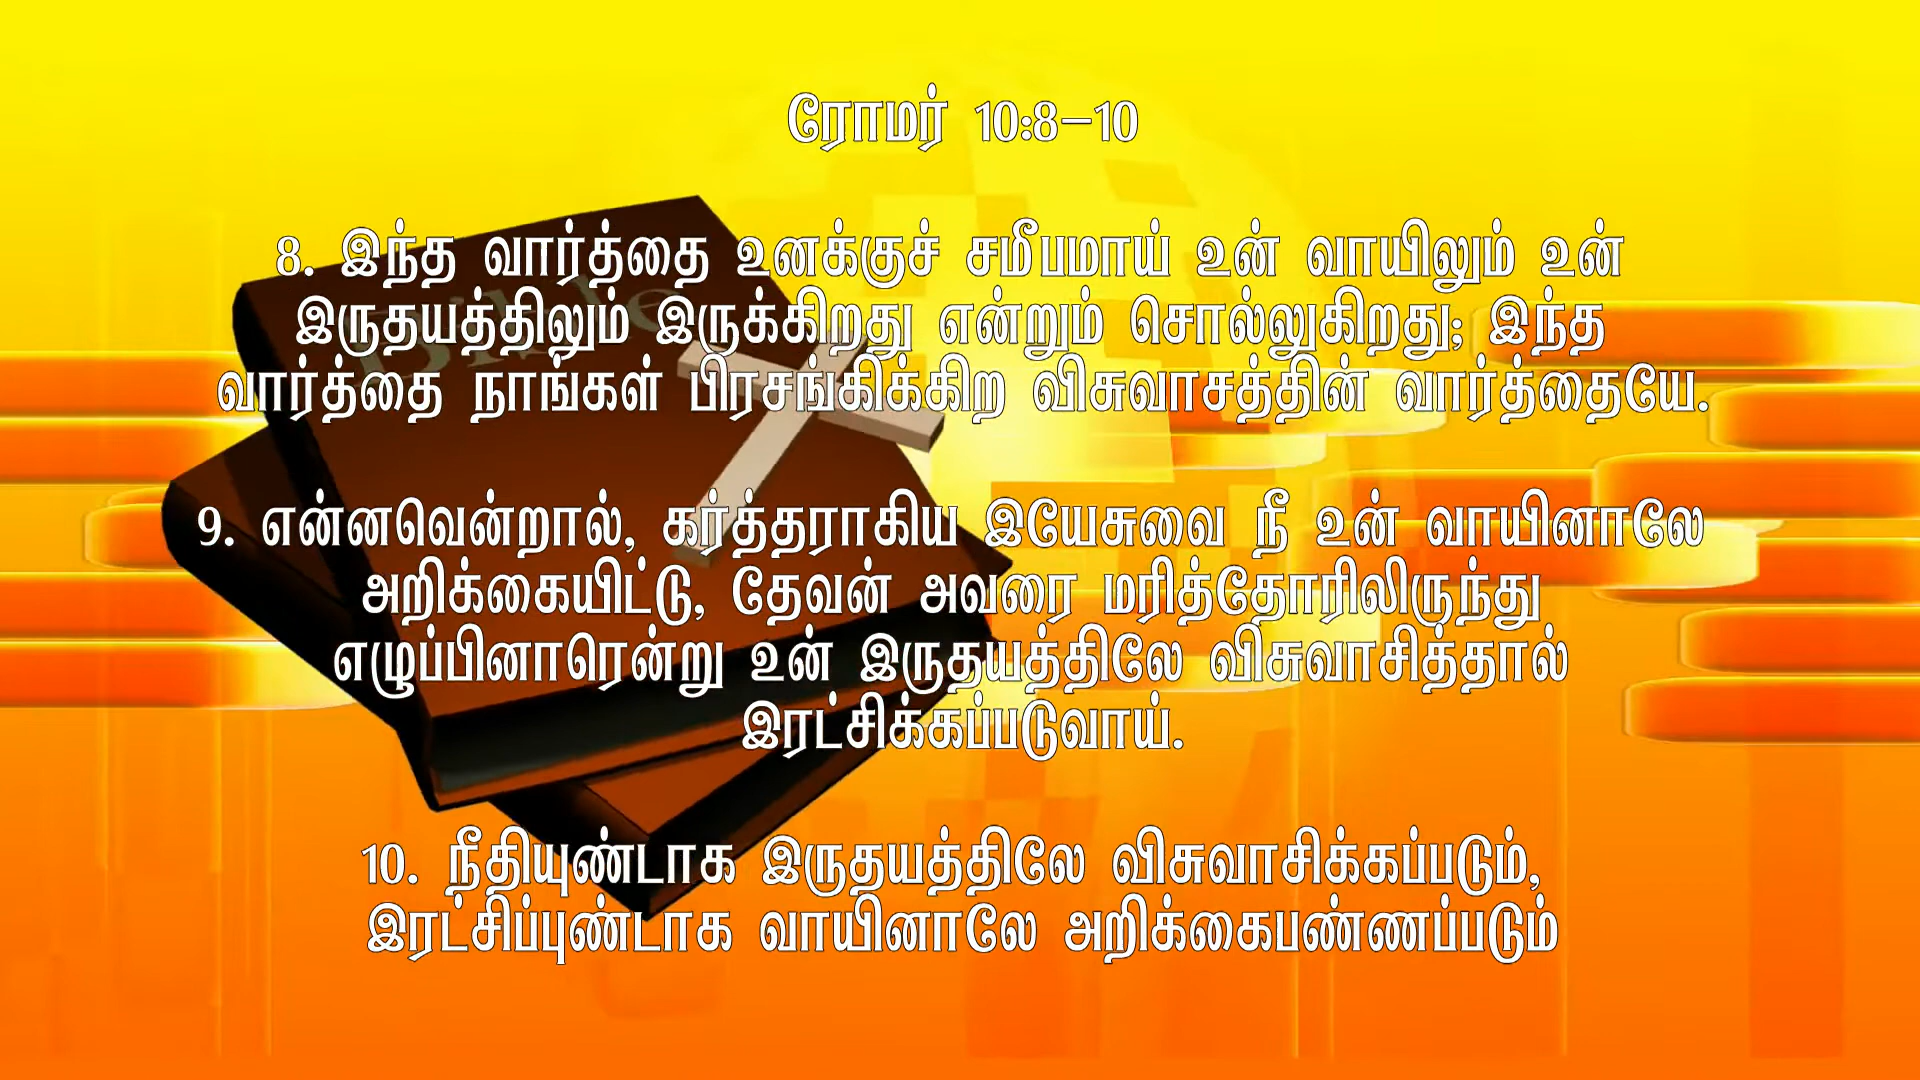 ரோமர் 10:8-10
8. இந்த வார்த்தை உனக்குச் சமீபமாய் உன் வாயிலும் உன்
இருதயத்திலும் இருக்கிறது என்றும் சொல்லுகிறது; இந்த
வார்த்தை நாங்கள் பிரசங்கிக்கிற விசுவாசத்தின் வார்த்தையே.
9. என்னவென்றால், கர்த்தராகிய இயேசுவை நீ உன் வாயினாலே
அறிக்கையிட்டு, தேவன் அவரை மரித்தோரிலிருந்து
எழுப்பினாரென்று உன் இருதயத்திலே விசுவாசித்தால்
இரட்சிக்கப்படுவாய்.
10. நீதியுண்டாக இருதயத்திலே விசுவாசிக்கப்படும்,
இரட்சிப்புண்டாக வாயினாலே அறிக்கைபண்ணப்படும்
Bible